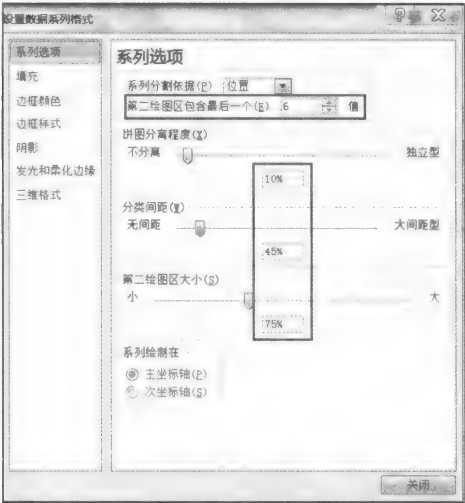 设置数据系列格式
系列选项
填充
边框颜色
边框样式
阴影
发光和柔化边缘
三维格式
系列选项
系列分割依据(P) 位置
第二绘图区包含最后一个(E) 6 值
饼图分离程度(X)
不分离 独立型
10%
分类间距(W)
无间距 大间距型
45%
第二绘图区大小(S)
小 大
75%
系列绘制在
主坐标轴(P)
次坐标轴(S)
关闭